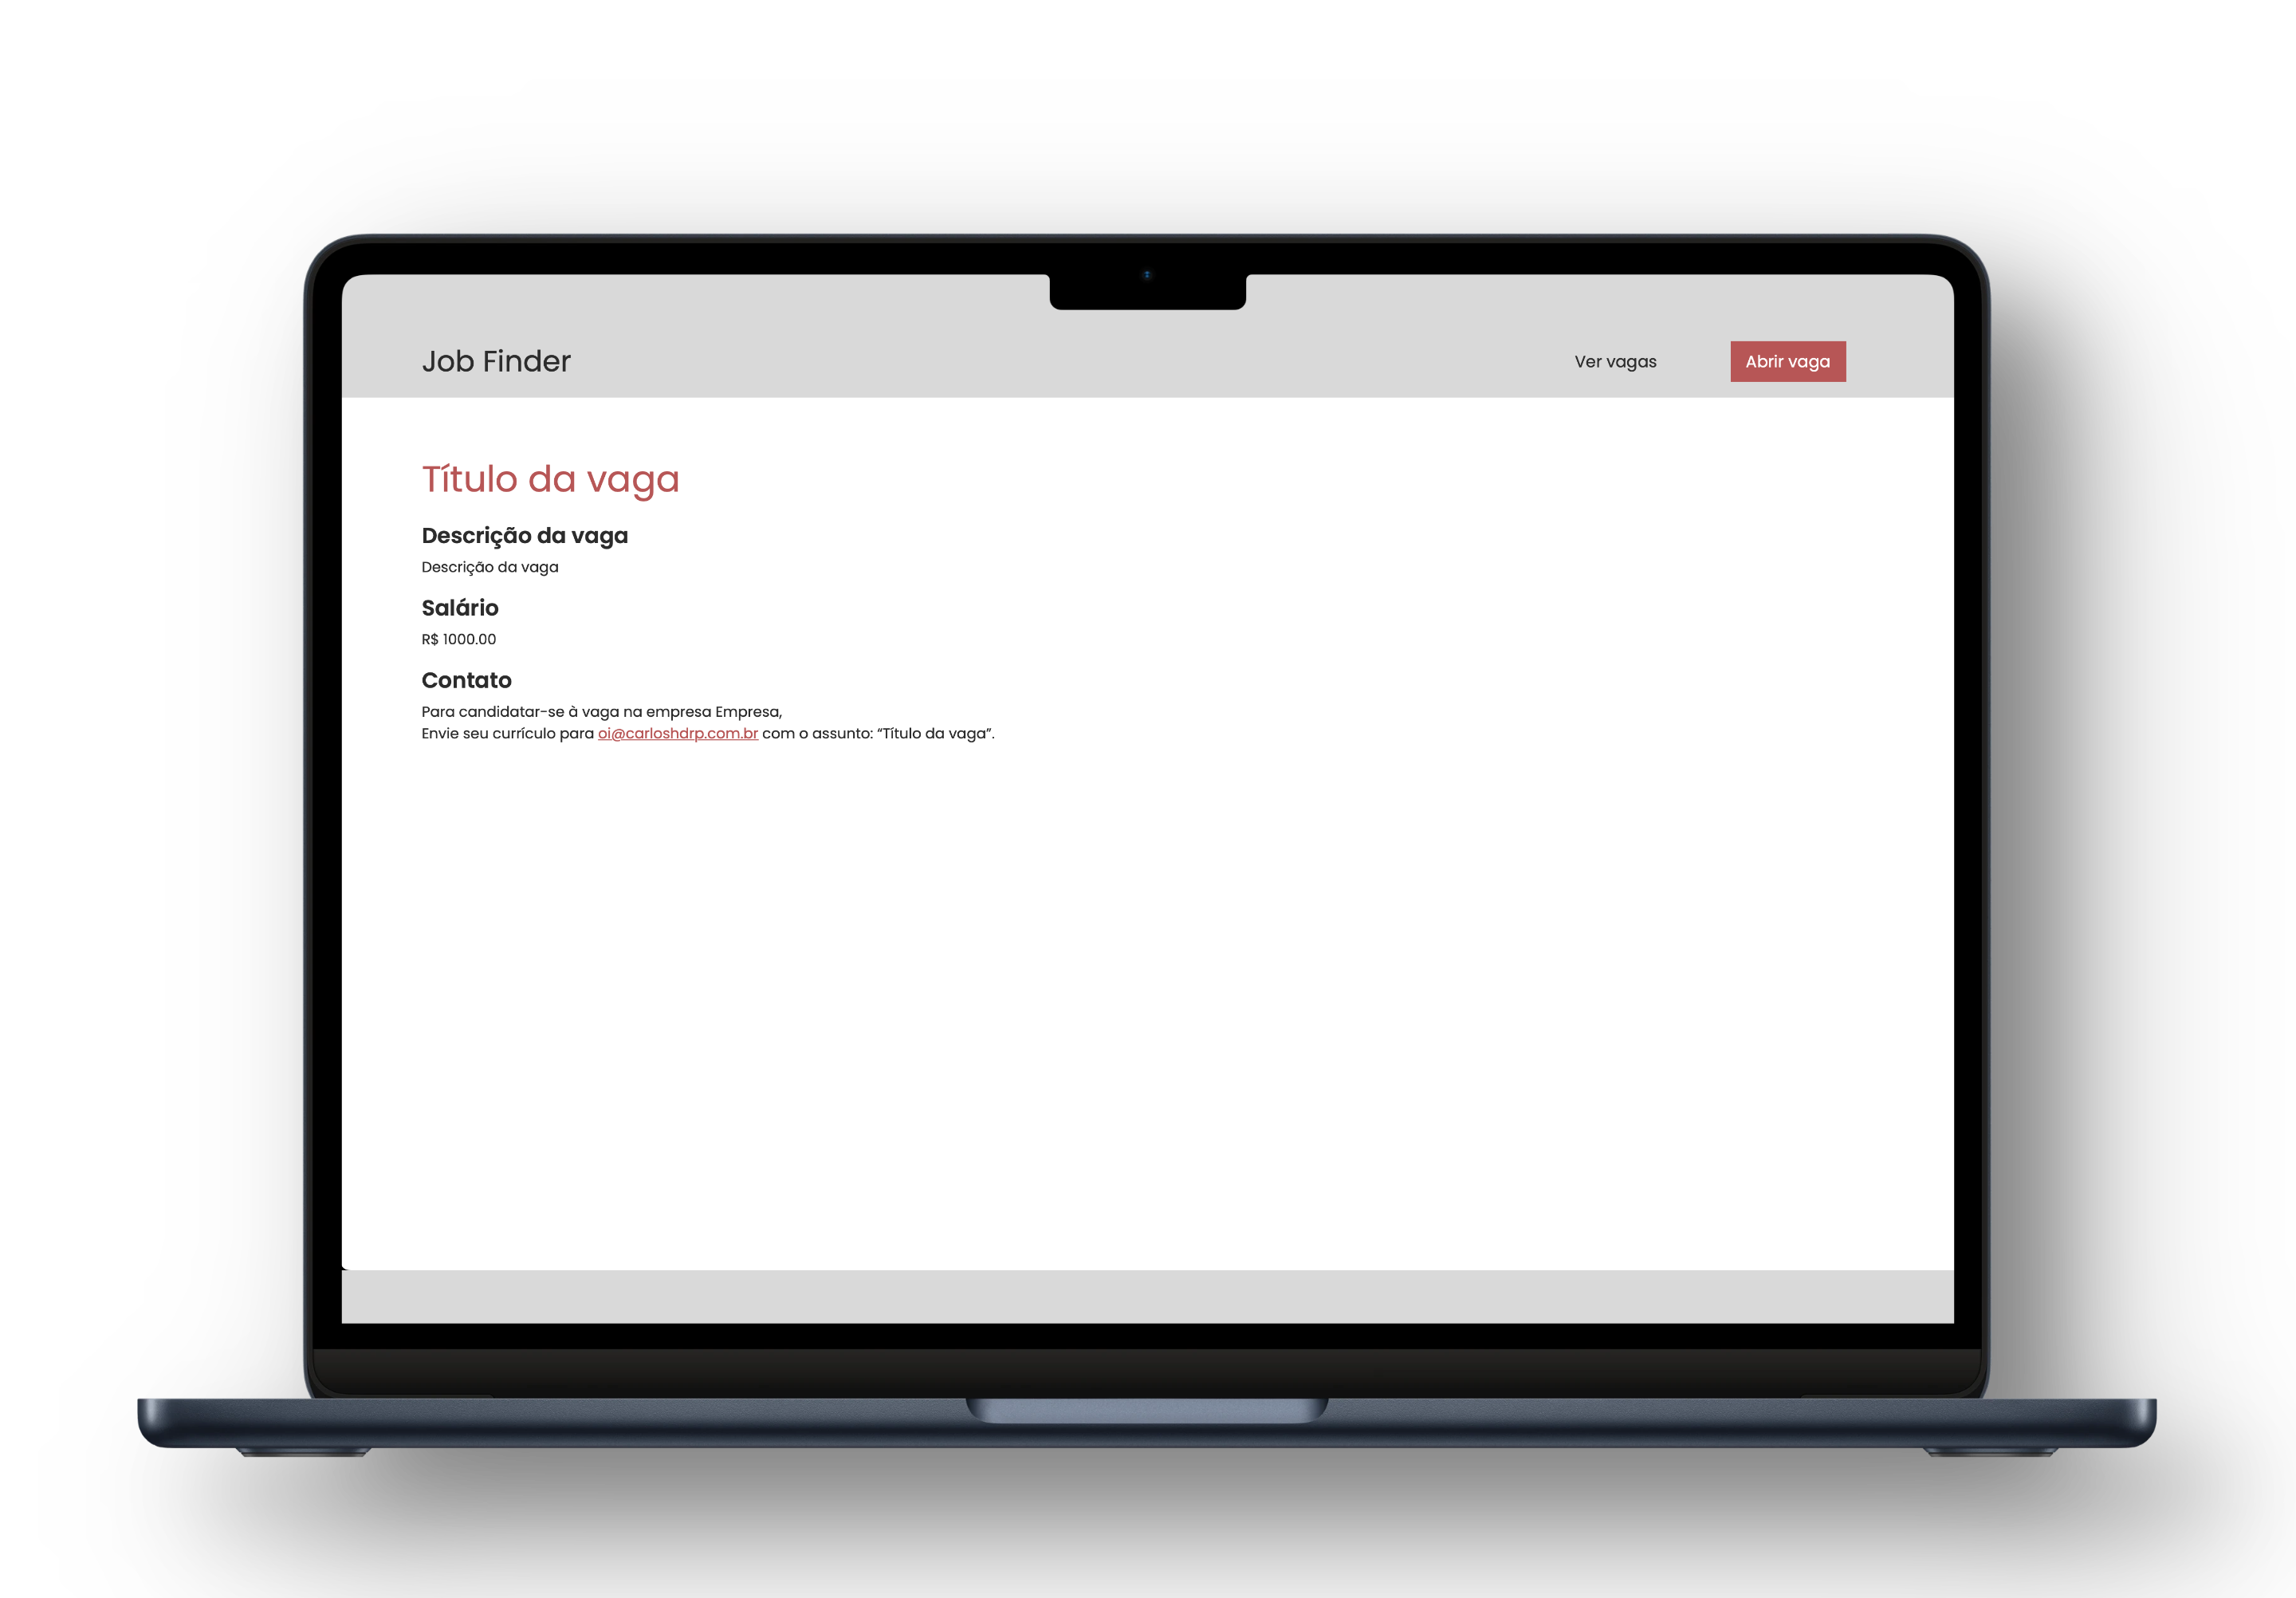 Job Finder
Ver vagas
Abrir vaga
Título da vaga
Descrição da vaga
Descrição da vaga
Salário
R$ 1000.00
Contato
Para candidatar-se à vaga na empresa Empresa,
Envie seu currículo para oi@carloshdrp.com.br com o assunto: “Título da vaga”.